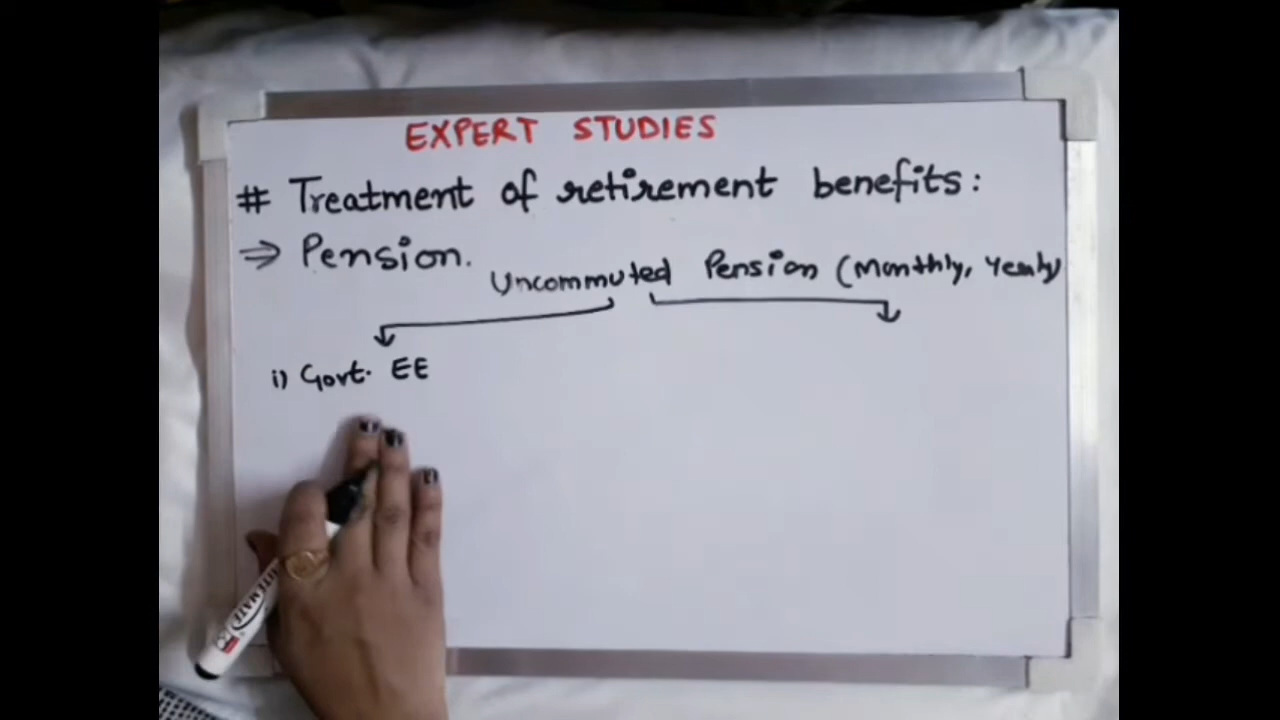 EXPERT STUDIES
# Treatment of retirement benefits:
⇒ Pension.
Uncommuted Pension (Monthly, Yearly)
i) Govt. EE